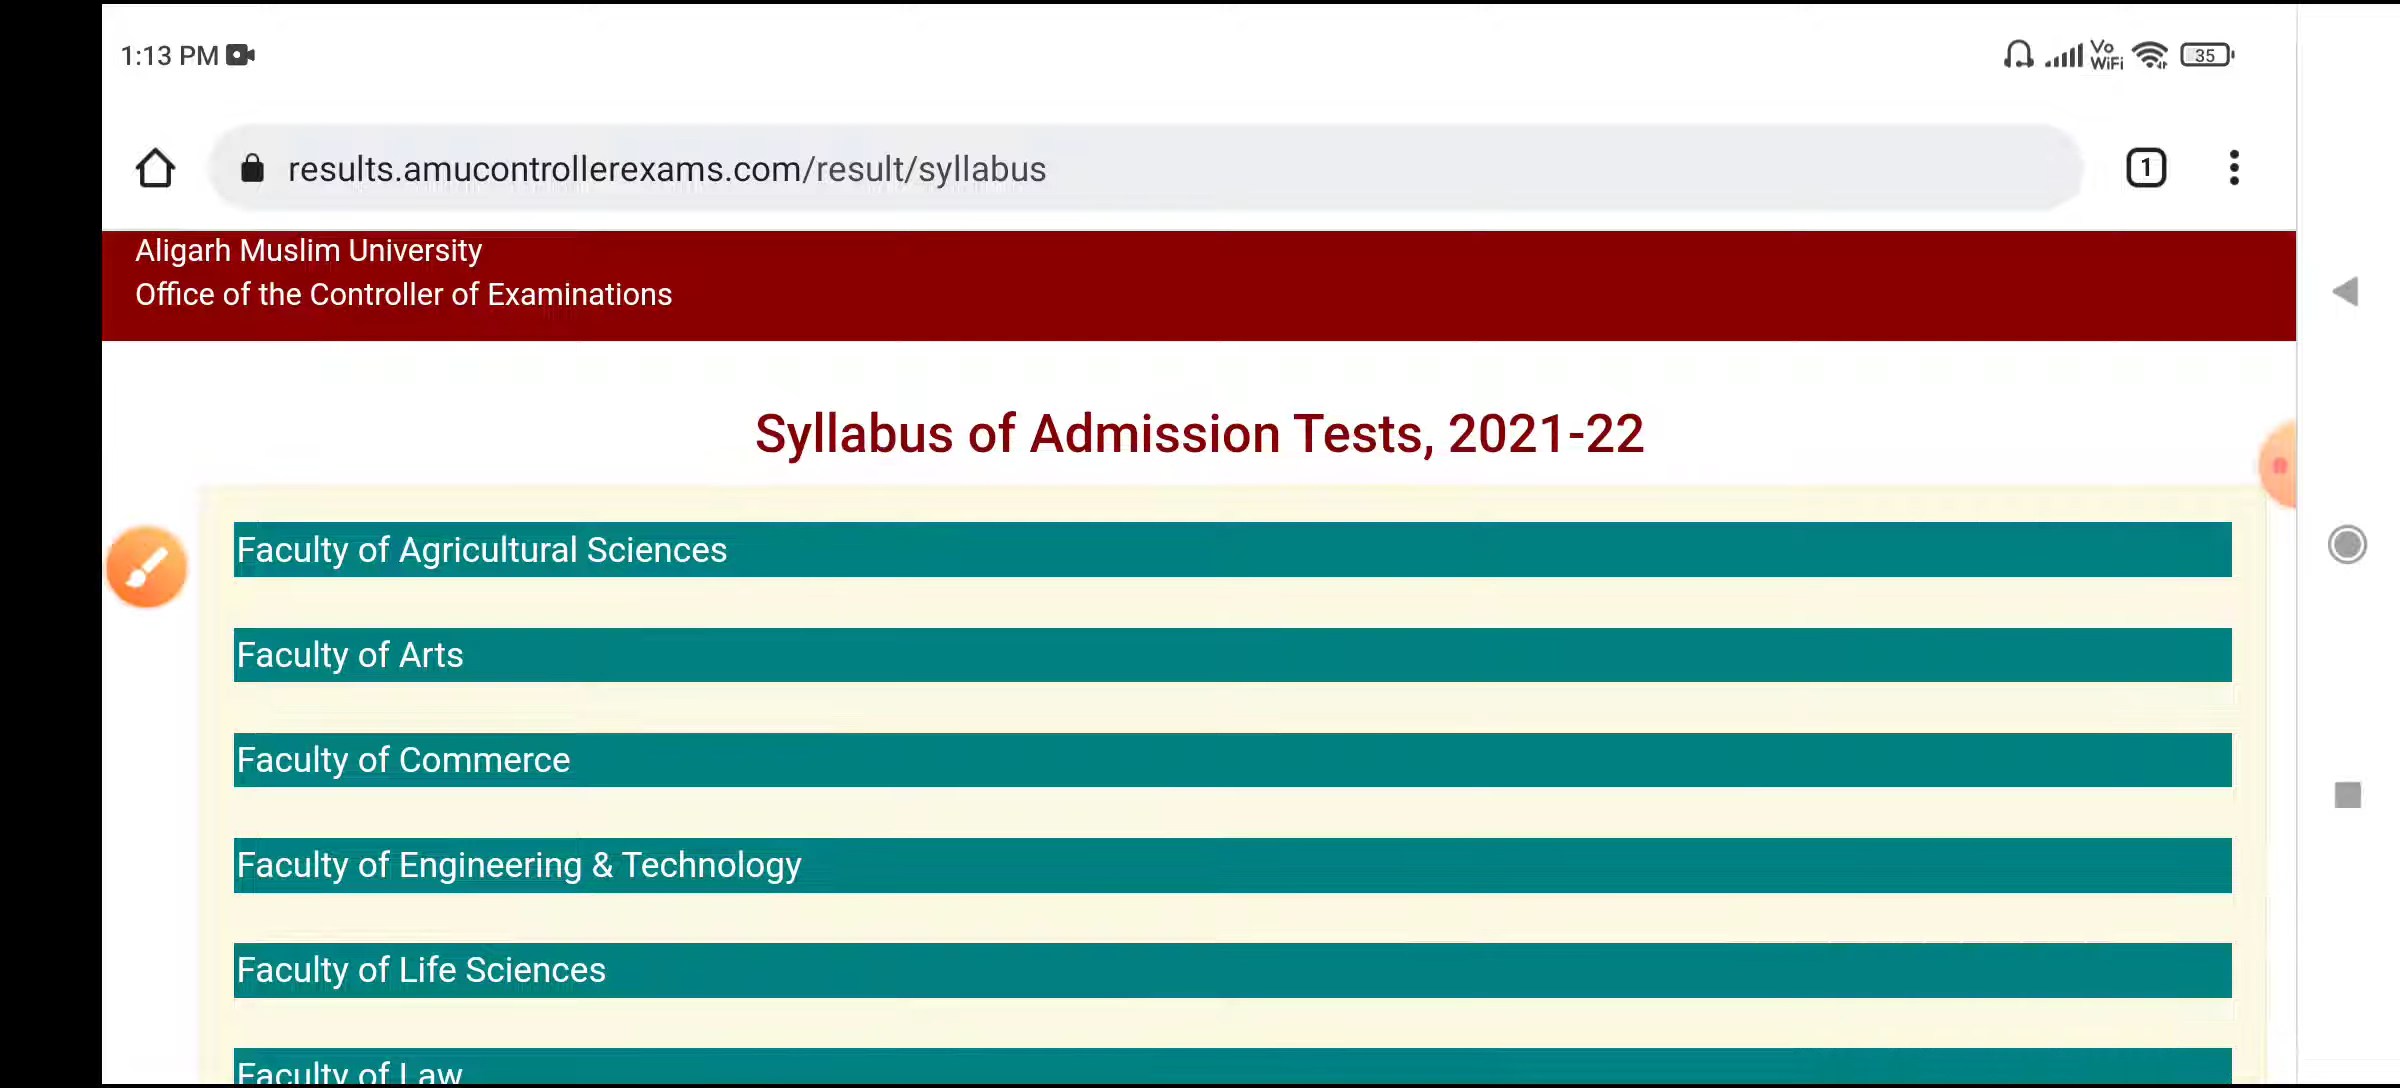 1:13 PM
Vo
WiFi
35
results.amucontrollerexams.com/result/syllabus
1
Aligarh Muslim University
Office of the Controller of Examinations
Syllabus of Admission Tests, 2021-22
Faculty of Agricultural Sciences
Faculty of Arts
Faculty of Commerce
Faculty of Engineering & Technology
Faculty of Life Sciences
Faculty of Law